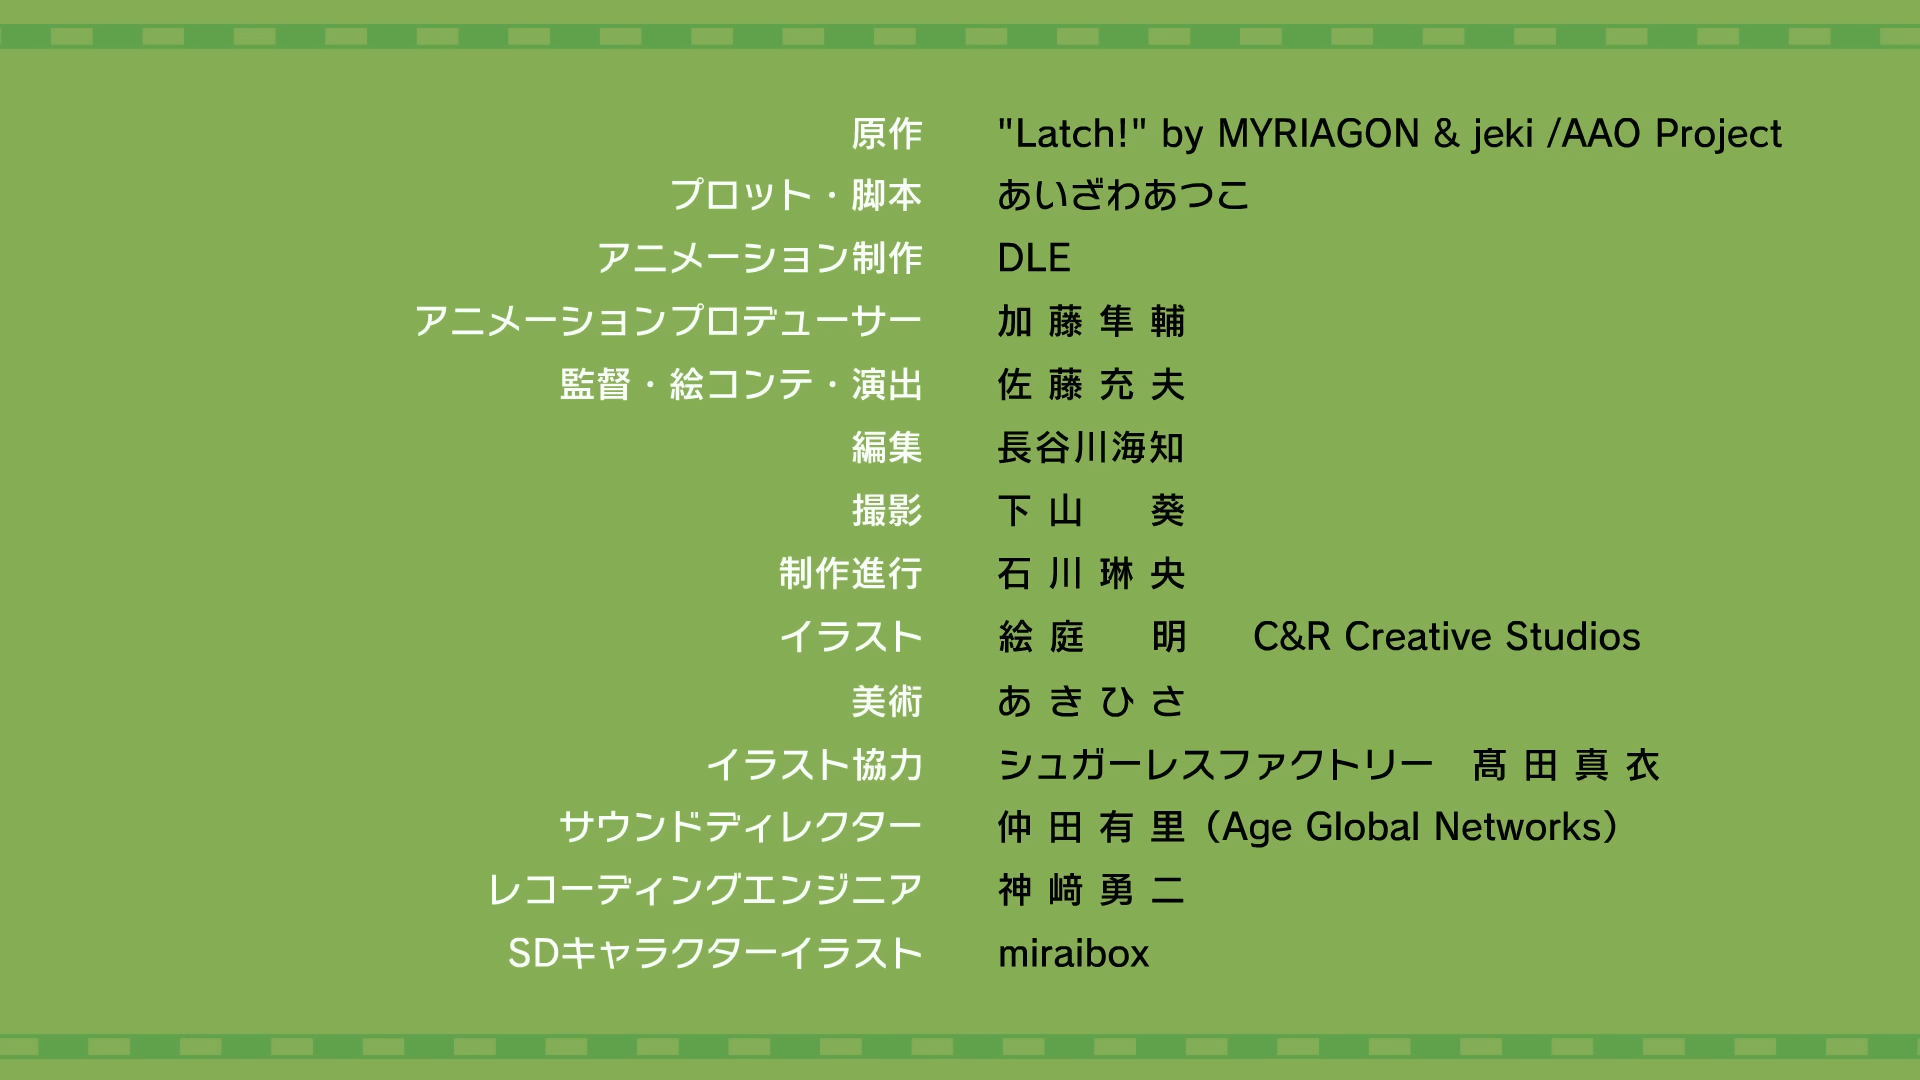 原作 "Latch!" by MYRIAGON & jeki /AAO Project
プロット・脚本 あいざわあつこ
アニメーション制作 DLE
アニメーションプロデューサー 加藤隼輔
監督・絵コンテ・演出 佐藤充夫
編集 長谷川海知
撮影 下山 葵
制作進行 石川琳央
イラスト 絵庭 明 C&R Creative Studios
美術 あきひさ
イラスト協力 シュガーレスファクトリー 髙田真衣
サウンドディレクター 仲田有里（Age Global Networks）
レコーディングエンジニア 神﨑勇二
SDキャラクターイラスト miraibox